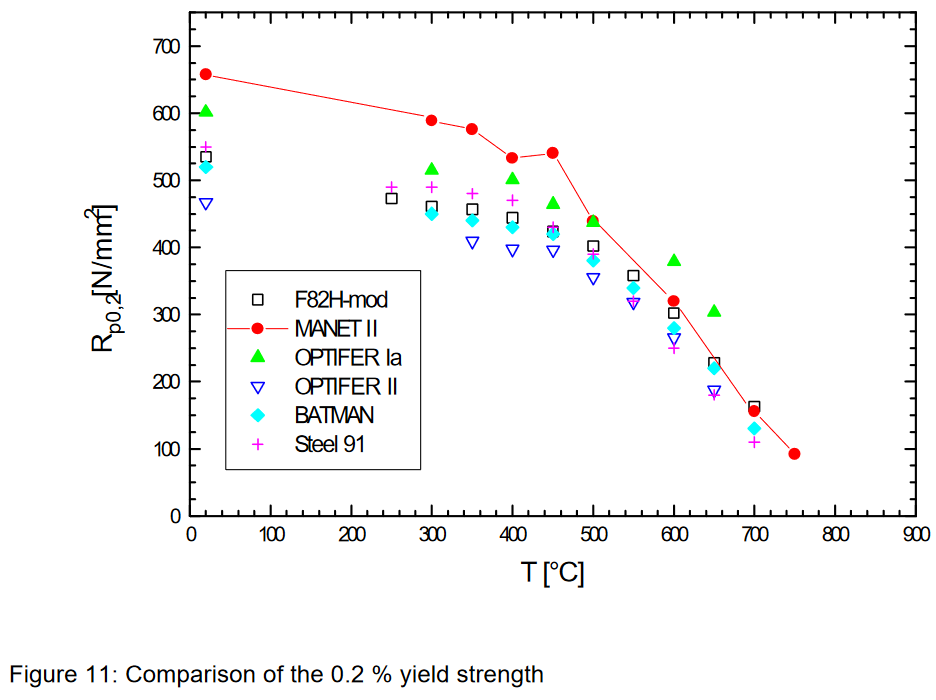 700
600
500
400
300
200
100
0
R_p0,2 [N/mm²]
F82H-mod
MANET II
OPTIFER Ia
OPTIFER II
BATMAN
Steel 91
0 100 200 300 400 500 600 700 800 900
T [°C]
Figure 11: Comparison of the 0.2 % yield strength